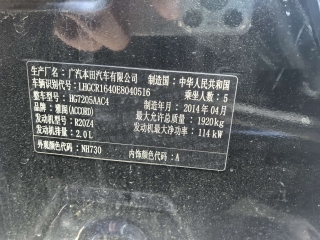 生产厂名：广汽本田汽车有限公司 制造国：中华人民共和国
车辆识别代号：LHGCR1640E8040516
整车型号：HG7205AAC4 乘坐人数：5
品牌：雅阁(ACCORD) 制造年月：2014年04月
发动机型号：R20Z4 最大允许总质量：1920kg
发动机排量：2.0L 发动机最大净功率：114kW
外观颜色代码：NH730 内饰颜色代码：A